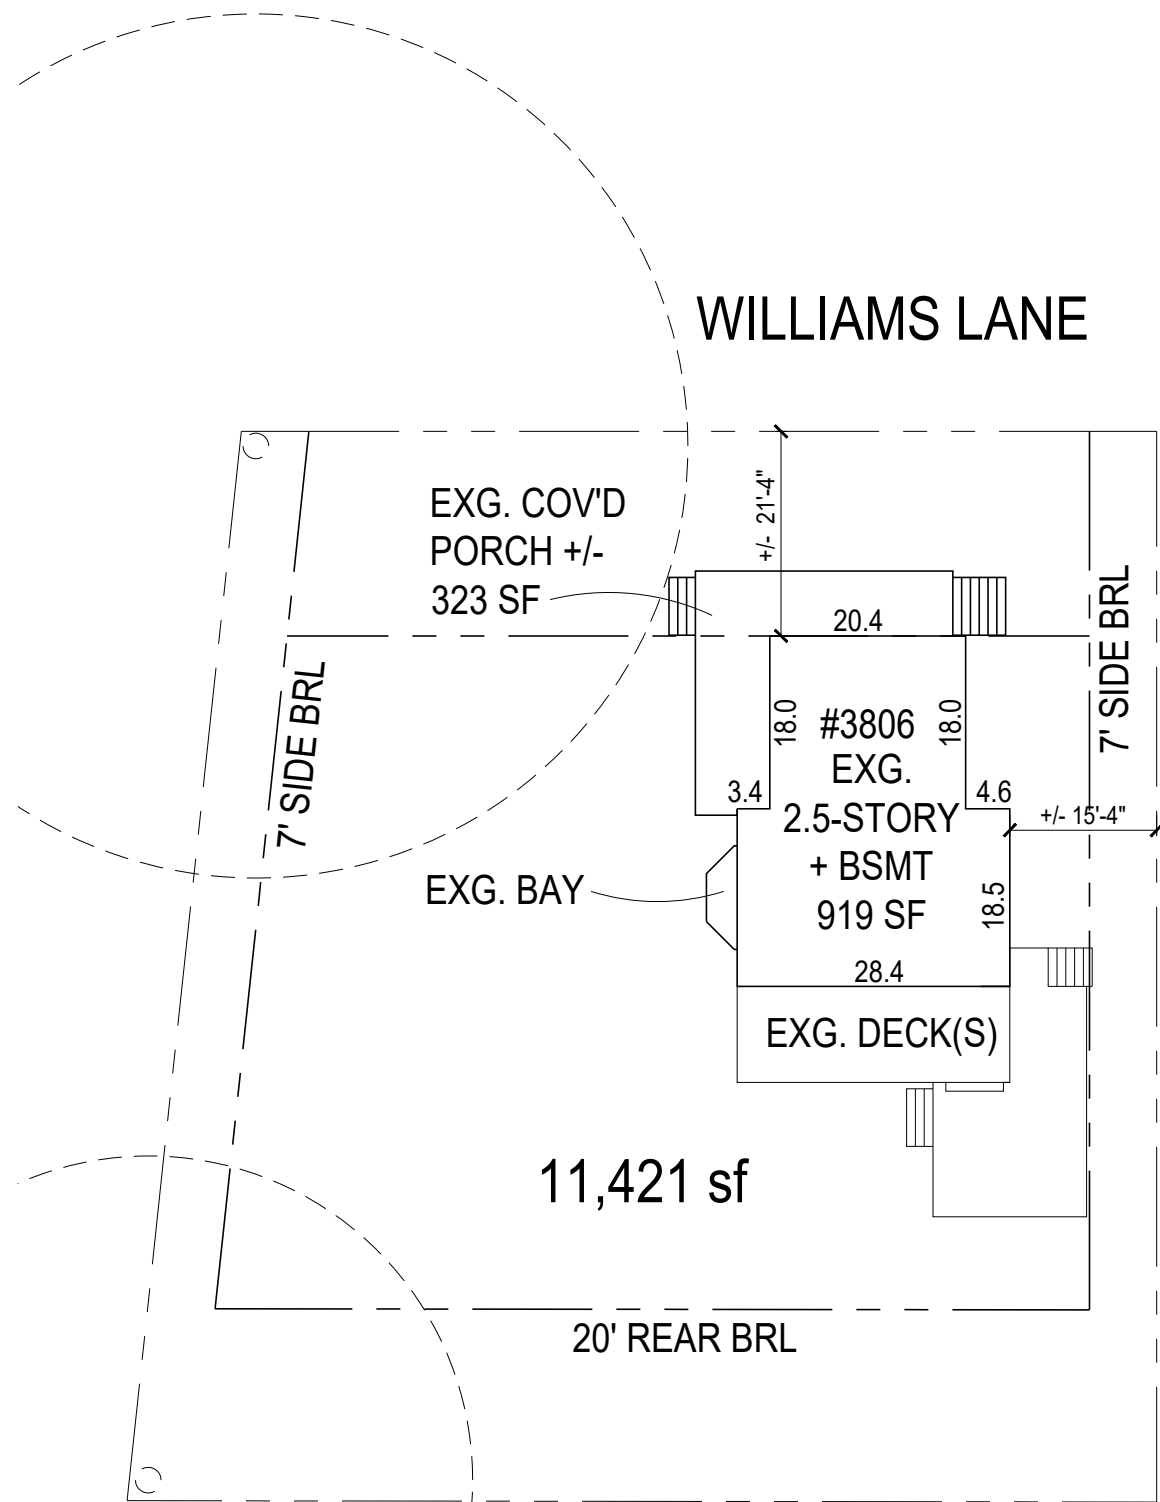 WILLIAMS LANE
+/- 21'-4"
EXG. COV'D
PORCH +/-
323 SF
20.4
7' SIDE BRL
7' SIDE BRL
18.0
#3806
18.0
EXG.
3.4
4.6
2.5-STORY
+/- 15'-4"
+ BSMT
EXG. BAY
919 SF
18.5
28.4
EXG. DECK(S)
11,421 sf
20' REAR BRL